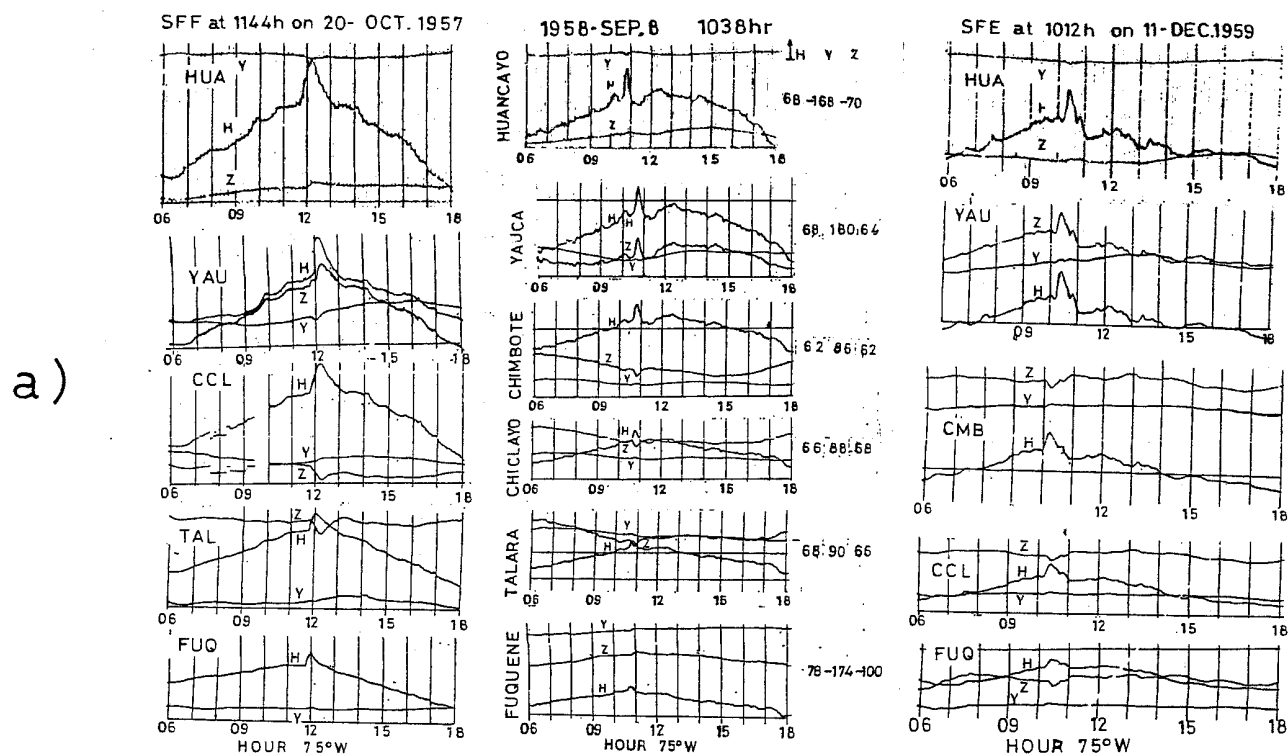 a)
SFF at 1144h on 20- OCT. 1957
Y
HUA
H
Z
06 09 12 15 18
YAU
H
Z
Y
06 09 12 15 18
CCL
H
Y
Z
06 09 12 15 18
TAL
Z
H
Y
06 09 12 15 18
FUQ
H
Y
06 09 12 15 18
HOUR 75°W
1958-SEP. 8 1038hr
H Y Z
HUANCAYO
Y
H
Z
68 -168 -70
06 09 12 15 18
YAUCA
H
H
Z
Y
68 180 64
06 09 12 15 18
CHIMBOTE
H
Z
Y
62 86 62
06 09 12 15 18
CHICLAYO
H
Z
Y
66 88 68
06 09 12 15 18
TALARA
Y
H
Z
68 90 66
06 09 12 15 18
FUQUENE
Y
Z
H
78 -174 -100
06 09 12 15 18
SFE at 1012h on 11-DEC.1959
Y
HUA
H
Z
06 09 12 15 18
YAU
Z
Y
H
09 12 15 18
Z
Y
CMB
H
06 09 12 15 18
Z
CCL
H
Y
06 09 12 15 18
FUQ
H
Z
Y
06 09 12 15 18
HOUR 75°W